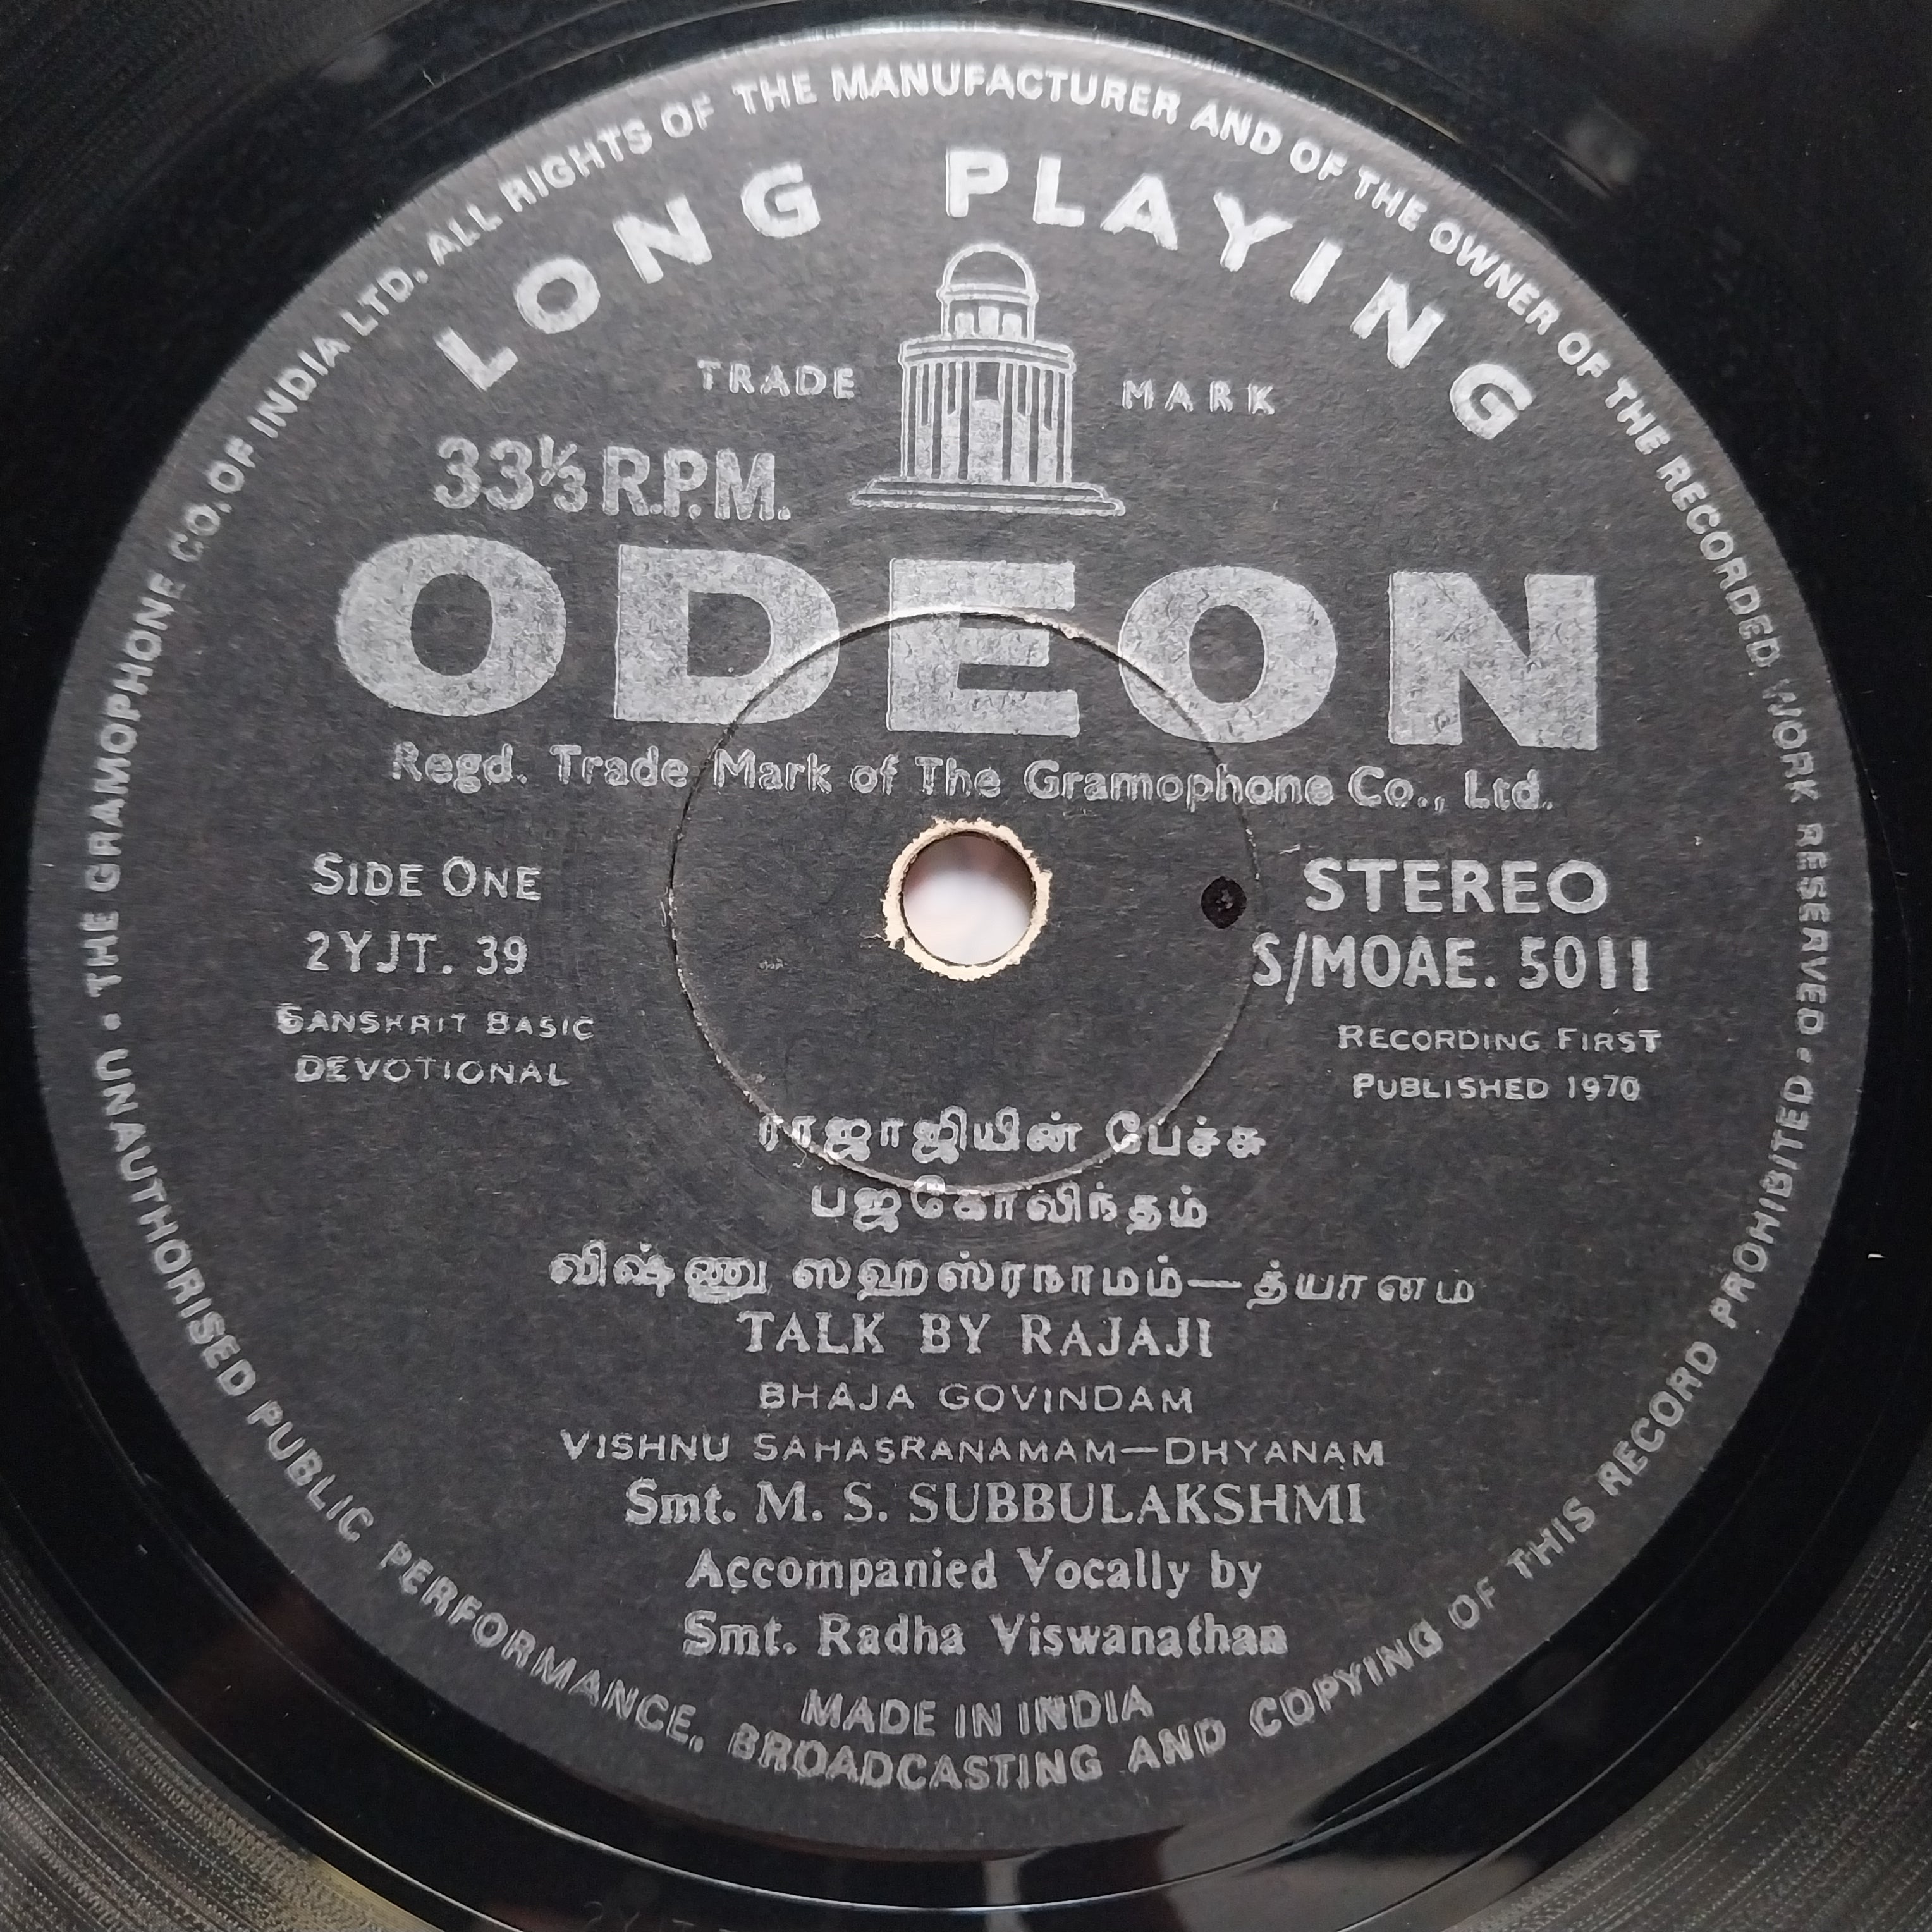 THE GRAMOPHONE CO. OF INDIA LTD. ALL RIGHTS OF THE MANUFACTURER AND OF THE OWNER OF THE RECORDED WORK RESERVED • UNAUTHORISED PUBLIC PERFORMANCE, BROADCASTING AND COPYING OF THIS RECORD PROHIBITED •
LONG PLAYING
TRADE MARK
33⅓ R.P.M.
ODEON
Regd. Trade Mark of The Gramophone Co., Ltd.
SIDE ONE
2YJT. 39
SANSKRIT BASIC
DEVOTIONAL
STEREO
S/MOAE. 5011
RECORDING FIRST
PUBLISHED 1970
ராஜாஜியின் பேச்சு
பஜகோவிந்தம்
விஷ்ணு ஸஹஸ்ரநாமம்—த்யானம்
TALK BY RAJAJI
BHAJA GOVINDAM
VISHNU SAHASRANAMAM—DHYANAM
Smt. M. S. SUBBULAKSHMI
Accompanied Vocally by
Smt. Radha Viswanathan
MADE IN INDIA